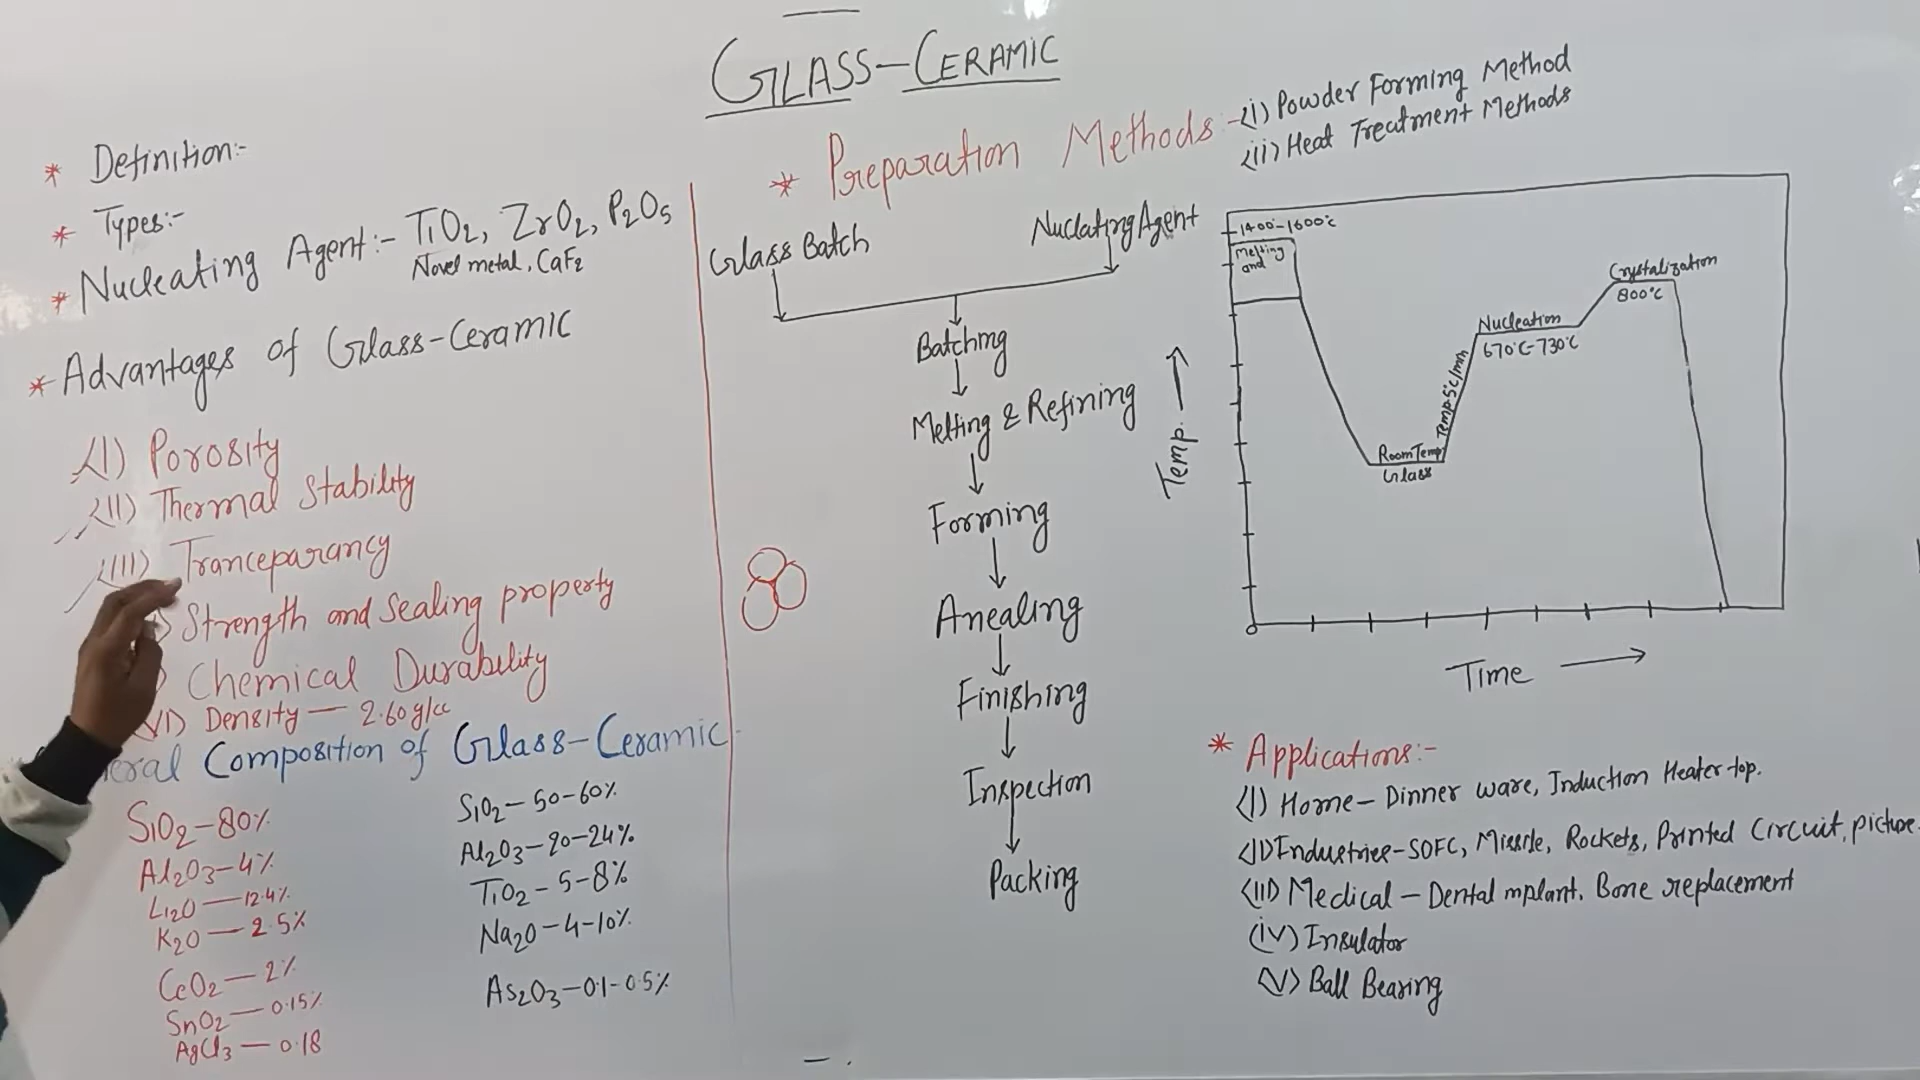 GLASS-CERAMIC
* Definition:-
* Types:-
* Nucleating Agent:- TiO2, ZrO2, P2O5
Novel metal, CaF2
* Advantages of Glass-Ceramic
(I) Porosity
(II) Thermal Stability
(III) Tranceparancy
Strength and Sealing property
Chemical Durability
VI) Density — 2.60 g/cc
eral Composition of Glass-Ceramic
SiO2-80%
Al2O3-4%
Li2O — 12.4%
K2O — 2.5%
CeO2 — 2%
SnO2 — 0.15%
AgCl3 — 0.18
SiO2 - 50-60%
Al2O3-20-24%
TiO2 - 5-8%
Na2O-4-10%
As2O3-0.1-0.5%
* Preparation Methods - (i) Powder Forming Method
(ii) Heat Treatment Methods
Glass Batch
Nuclating Agent
Batching
Melting & Refining
Forming
Anealing
Finishing
Inspection
Packing
1400-1600°C
Melting
and
Room Temp
Glass
Temp 5°c/min
Nucleation
670°C-730°C
Crystalization
800°C
Temp. →
Time →
* Applications:-
(I) Home - Dinner ware, Induction Heater top.
(II) Industries-SOFC, Missile, Rockets, Printed Circuit, picture
(III) Medical - Dental mplant. Bone replacement
(iv) Insulator
(V) Ball Bearing